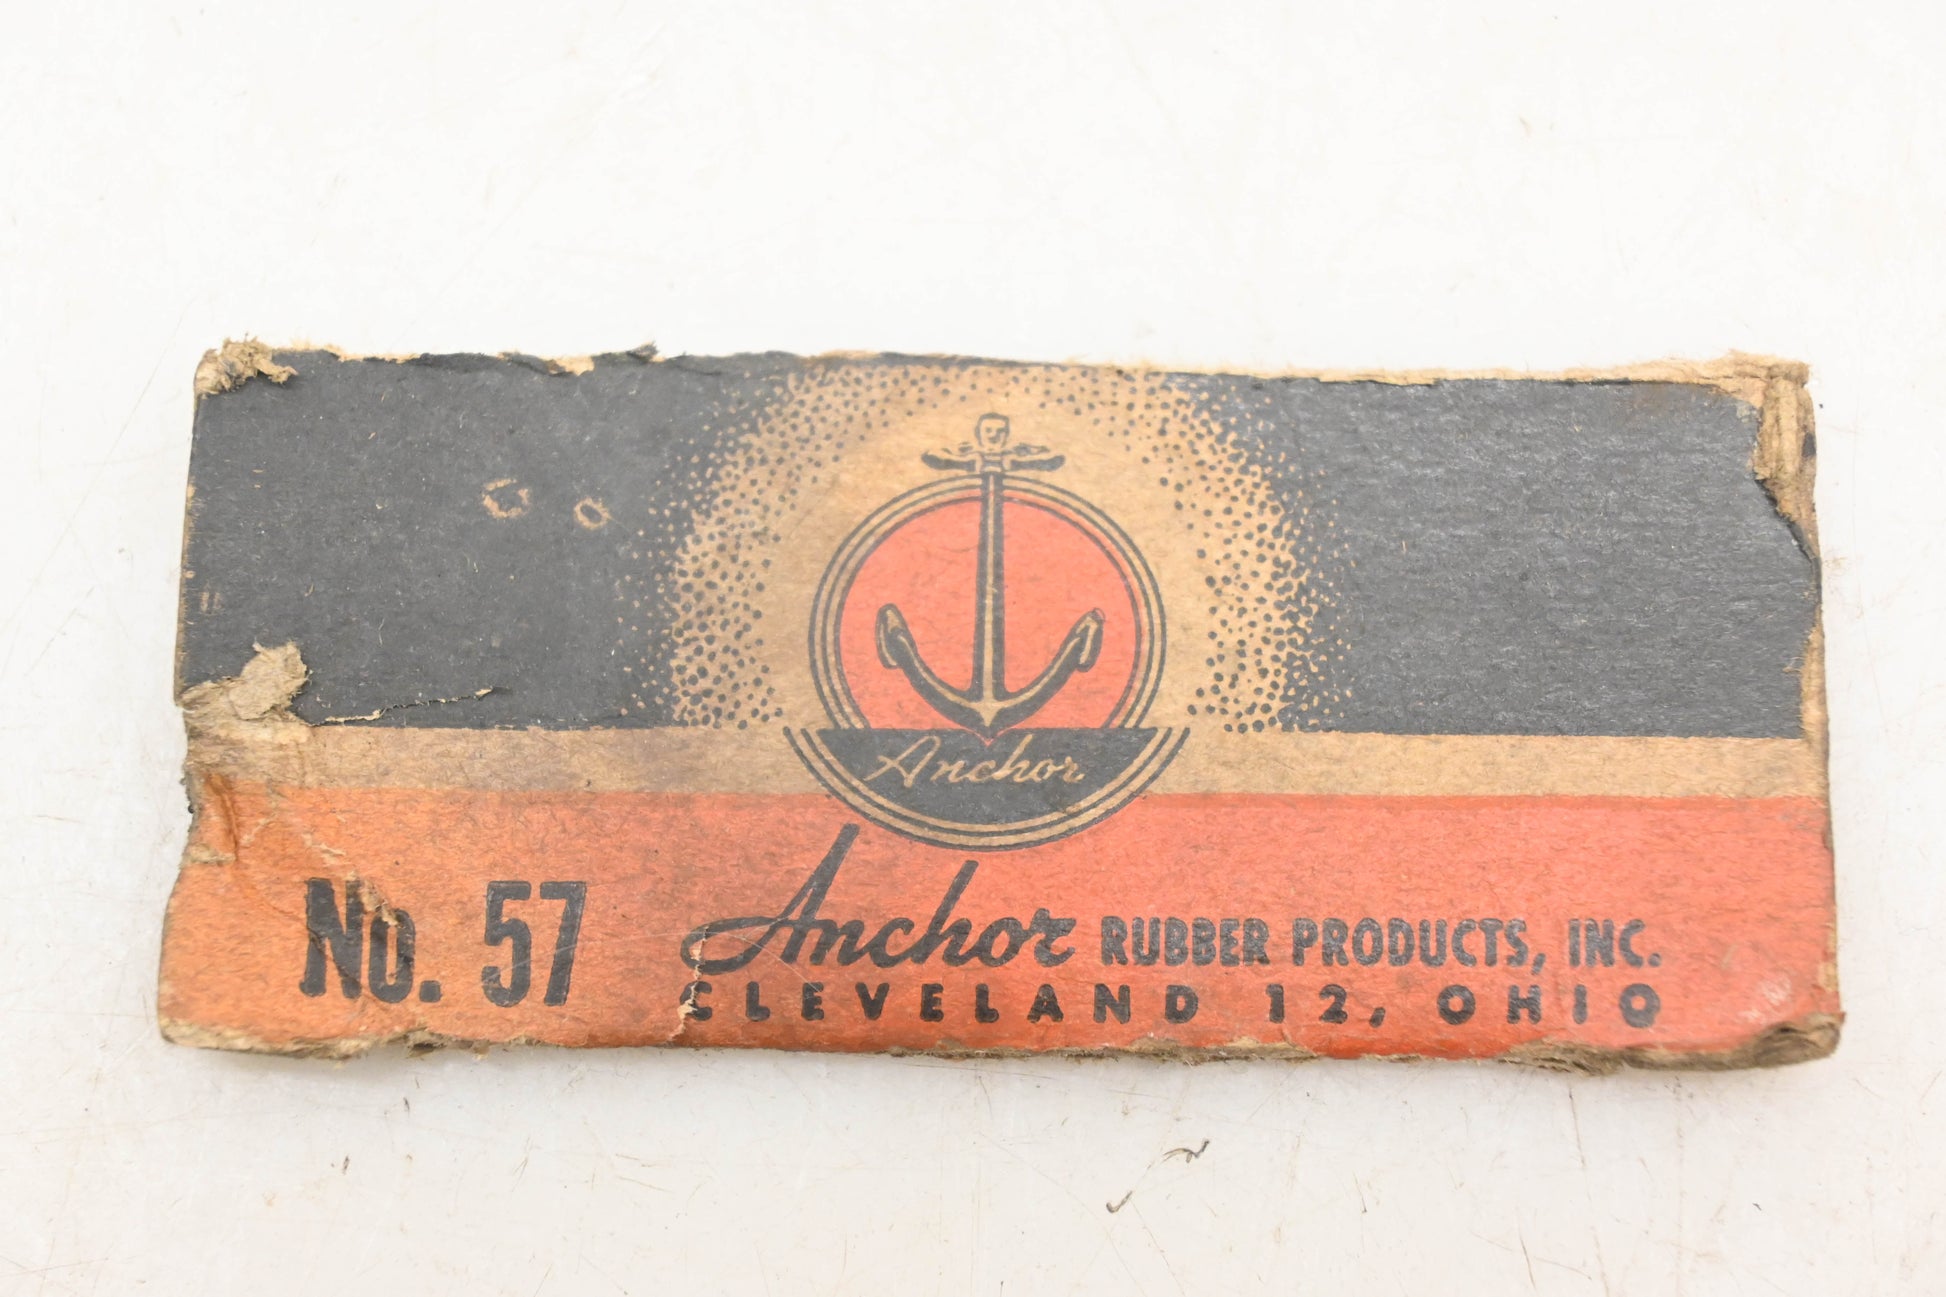 Anchor
No. 57
Anchor RUBBER PRODUCTS, INC.
CLEVELAND 12, OHIO